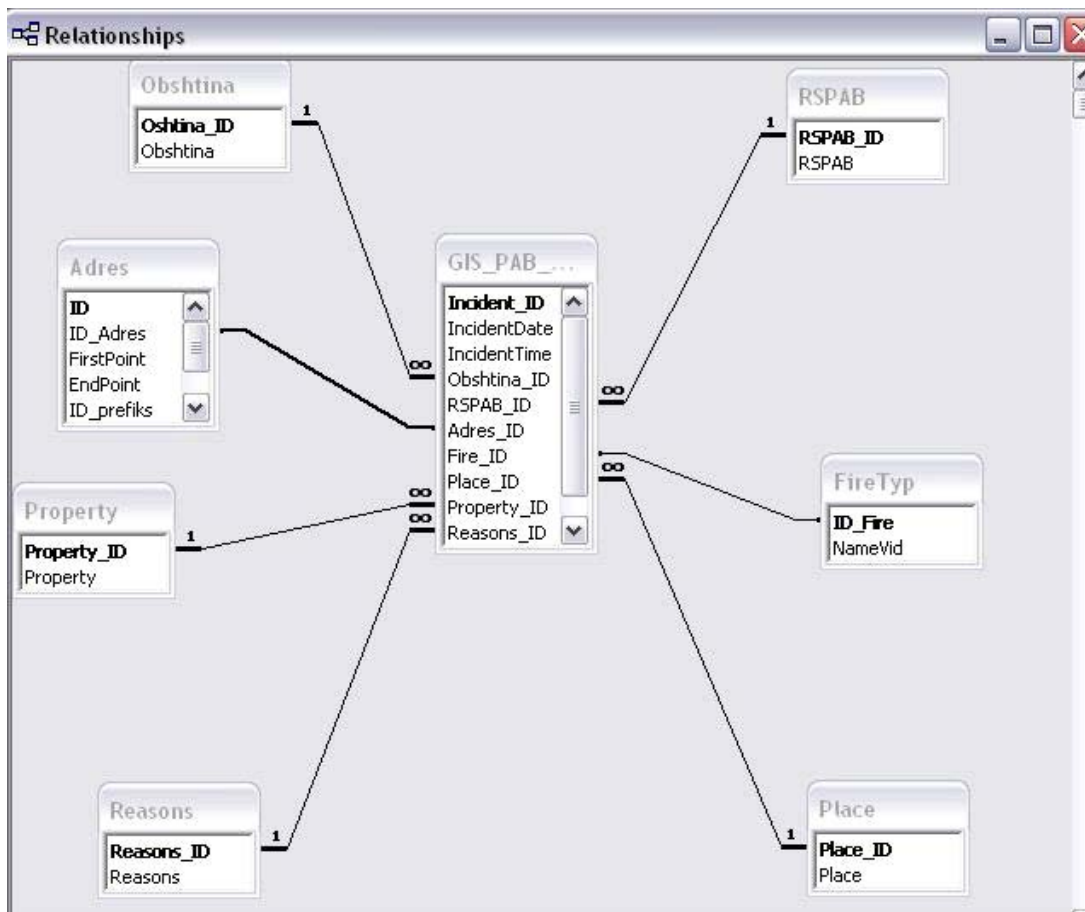 Relationships
Obshtina
Oshtina_ID
Obshtina
1
RSPAB
RSPAB_ID
RSPAB
1
Adres
ID
ID_Adres
FirstPoint
EndPoint
ID_prefiks
GIS_PAB_...
Incident_ID
IncidentDate
IncidentTime
Obshtina_ID
RSPAB_ID
Adres_ID
Fire_ID
Place_ID
Property_ID
Reasons_ID
∞
∞
∞
∞
∞
Property
Property_ID
Property
1
FireTyp
ID_Fire
NameVid
Reasons
Reasons_ID
Reasons
1
Place
Place_ID
Place
1